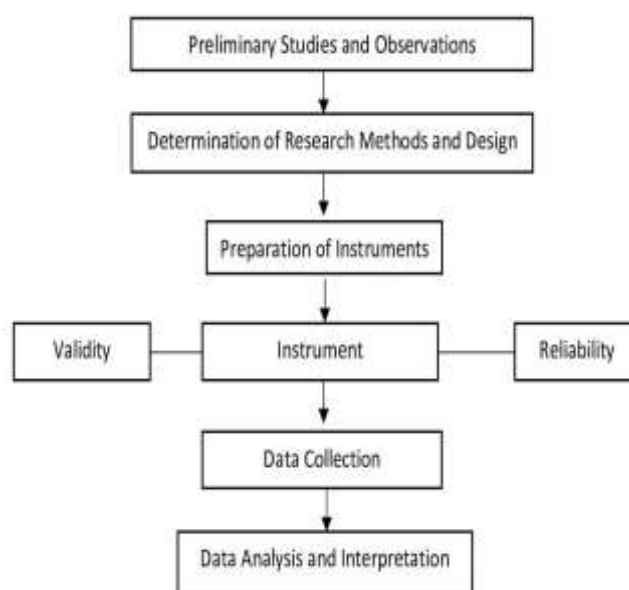 Preliminary Studies and Observations
Determination of Research Methods and Design
Preparation of Instruments
Validity
Instrument
Reliability
Data Collection
Data Analysis and Interpretation